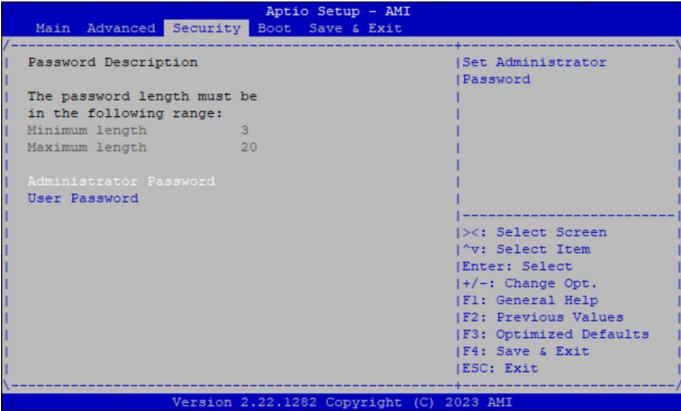 Aptio Setup - AMI
Main Advanced Security Boot Save & Exit
Password Description
The password length must be
in the following range:
Minimum length 3
Maximum length 20
Administrator Password
User Password
Set Administrator
Password
><: Select Screen
^v: Select Item
Enter: Select
+/-: Change Opt.
F1: General Help
F2: Previous Values
F3: Optimized Defaults
F4: Save & Exit
ESC: Exit
Version 2.22.1282 Copyright (C) 2023 AMI